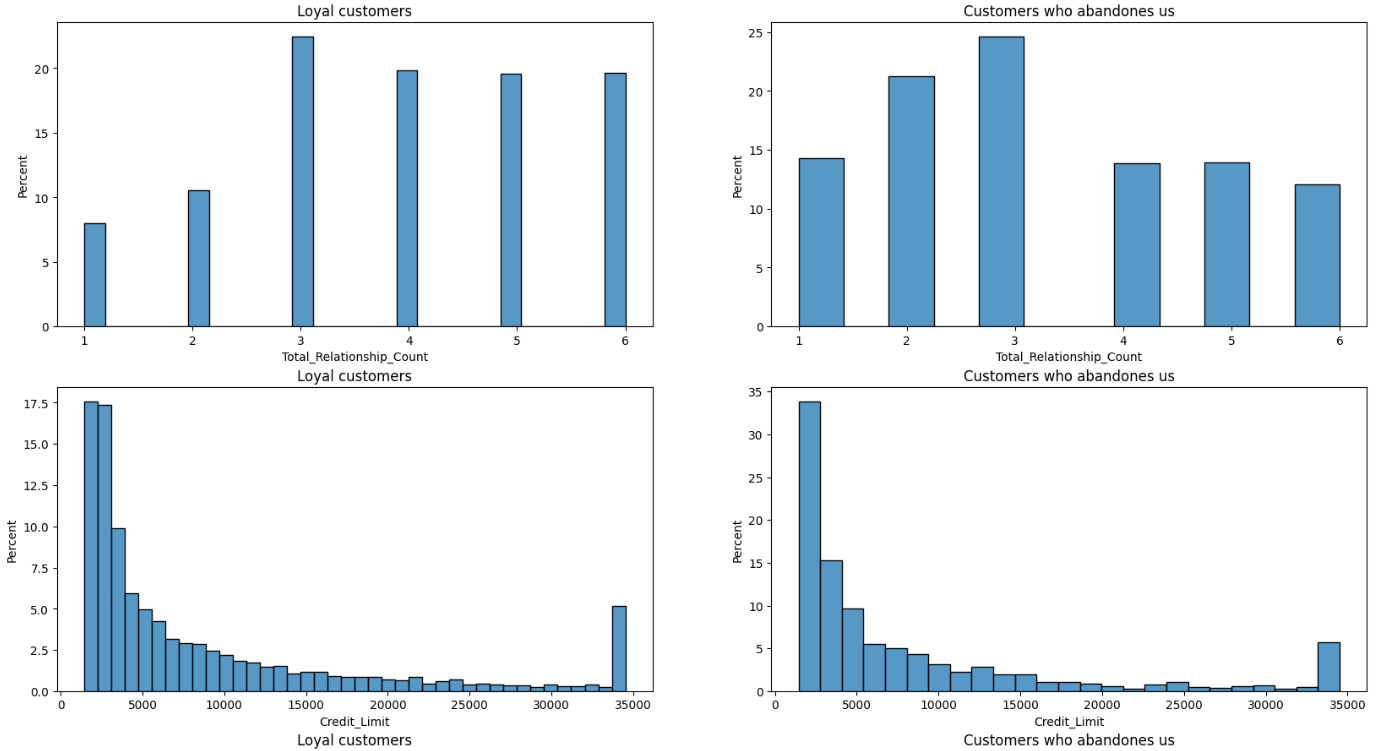 Loyal customers
Customers who abandones us
20
15
10
5
0
Percent
1 2 3 4 5 6
Total_Relationship_Count
25
20
15
10
5
0
Percent
1 2 3 4 5 6
Total_Relationship_Count
Loyal customers
Customers who abandones us
17.5
15.0
12.5
10.0
7.5
5.0
2.5
0.0
Percent
0 5000 10000 15000 20000 25000 30000 35000
Credit_Limit
35
30
25
20
15
10
5
0
Percent
0 5000 10000 15000 20000 25000 30000 35000
Credit_Limit
Loyal customers
Customers who abandones us